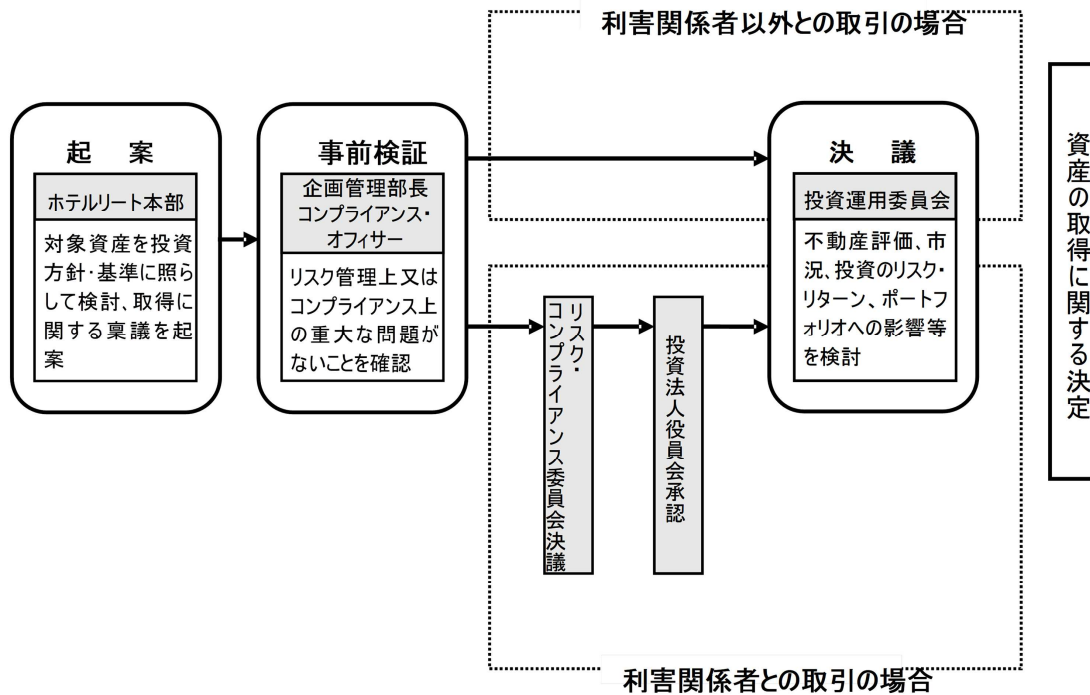 利害関係者以外との取引の場合
起 案
ホテルリート本部
対象資産を投資
方針・基準に照ら
して検討、取得に
関する稟議を起
案
事前検証
企画管理部長
コンプライアンス・
オフィサー
リスク管理上又は
コンプライアンス上
の重大な問題が
ないことを確認
リスク・
コンプライアンス委員会決議
投資法人役員会承認
決 議
投資運用委員会
不動産評価、市
況、投資のリスク・
リターン、ポートフ
ォリオへの影響等
を検討
資産の取得に関する決定
利害関係者との取引の場合